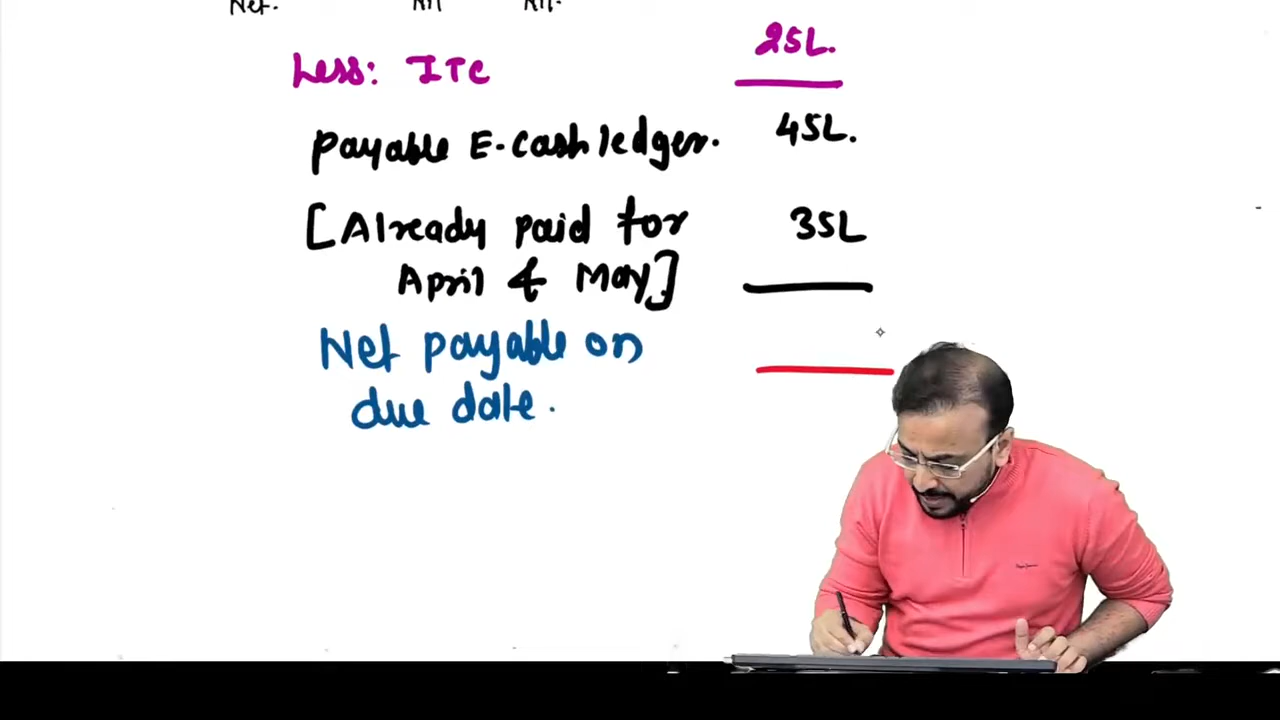 25L.
Less: ITC
Payable E-cash ledger. 45L.
[Already paid for 35L
April & May]
Net payable on
due date.